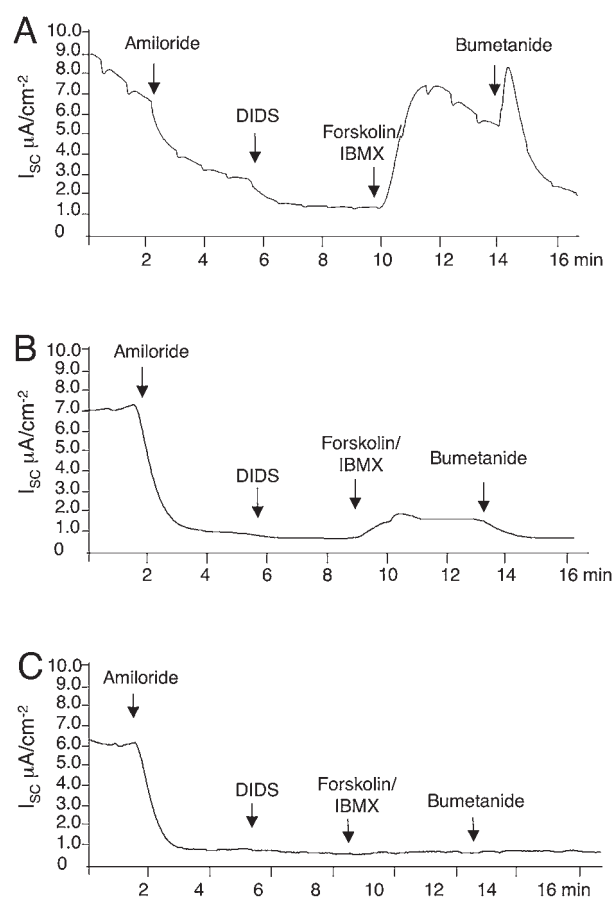 A
Amiloride
Bumetanide
DIDS
Forskolin/
IBMX
I_SC μA/cm⁻²
10.0
9.0
8.0
7.0
6.0
5.0
4.0
3.0
2.0
1.0
0
2 4 6 8 10 12 14 16 min
B
Amiloride
DIDS
Forskolin/
IBMX
Bumetanide
I_SC μA/cm⁻²
10.0
9.0
8.0
7.0
6.0
5.0
4.0
3.0
2.0
1.0
0
2 4 6 8 10 12 14 16 min
C
Amiloride
DIDS
Forskolin/
IBMX
Bumetanide
I_SC μA/cm⁻²
10.0
9.0
8.0
7.0
6.0
5.0
4.0
3.0
2.0
1.0
0
2 4 6 8 10 12 14 16 min